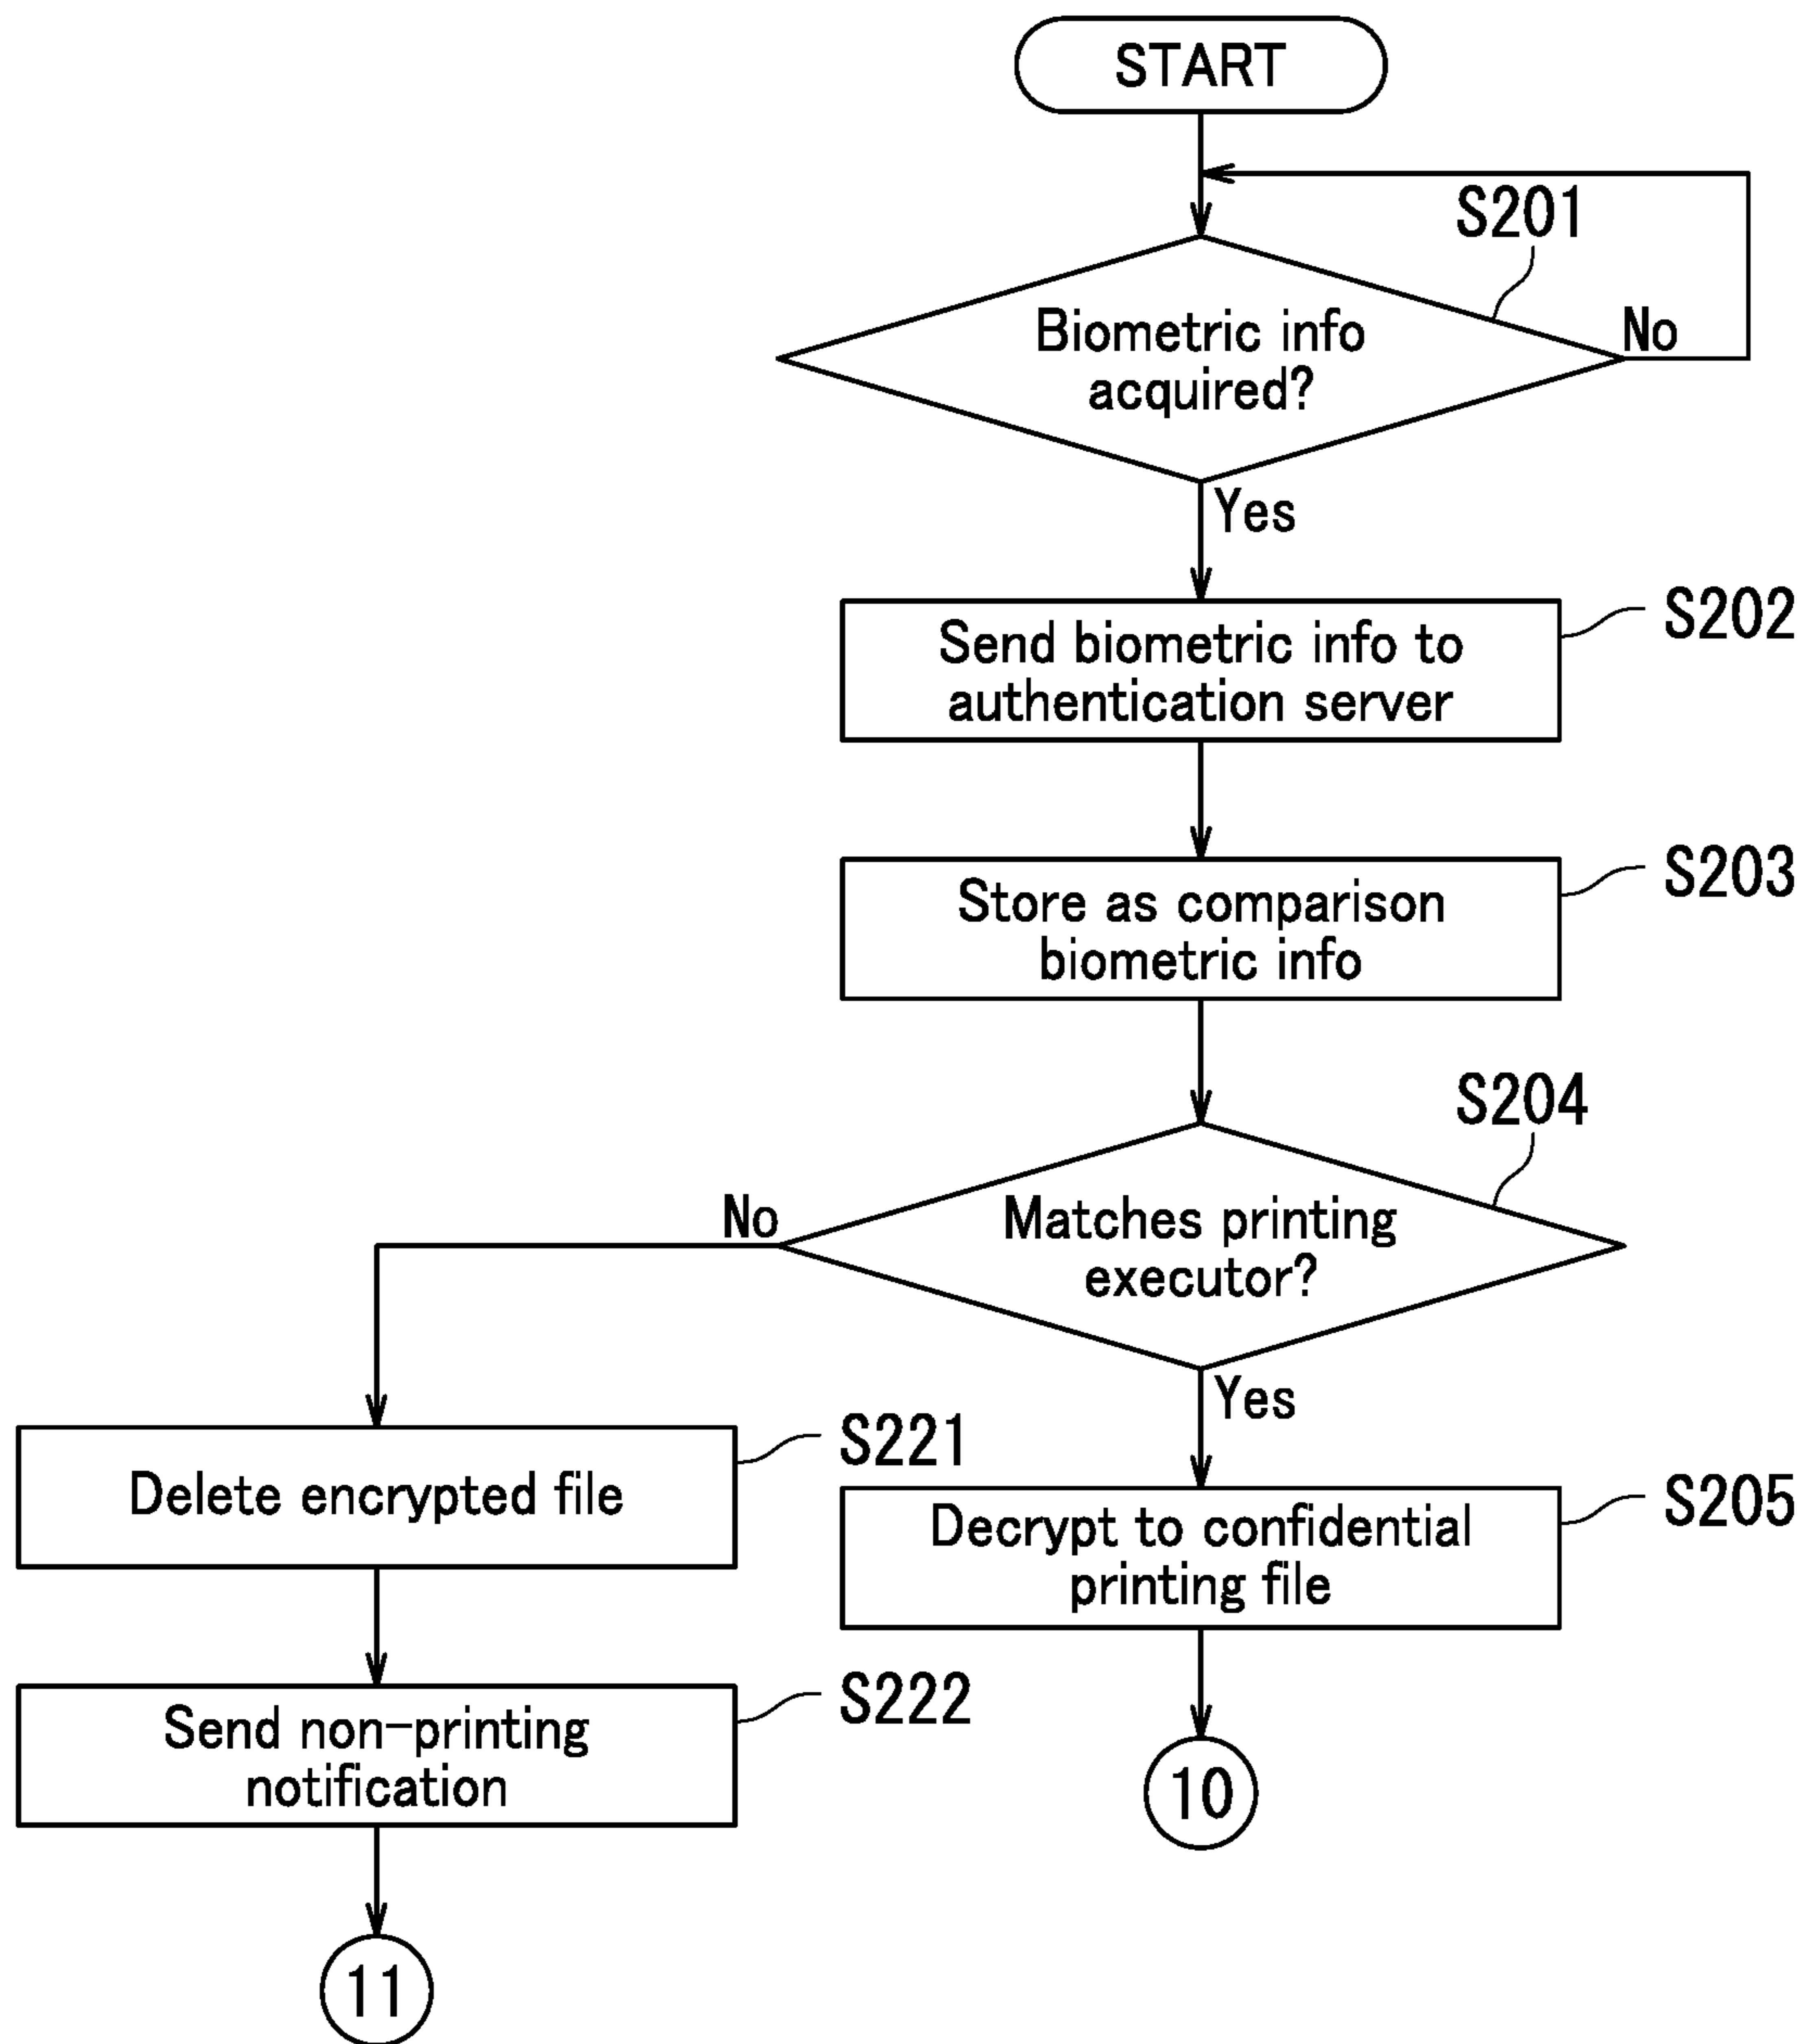 START
S201
Biometric info
acquired?
No
Yes
S202
Send biometric info to
authentication server
S203
Store as comparison
biometric info
S204
Matches printing
executor?
No
Yes
S221
Delete encrypted file
S205
Decrypt to confidential
printing file
S222
Send non-printing
notification
10
11